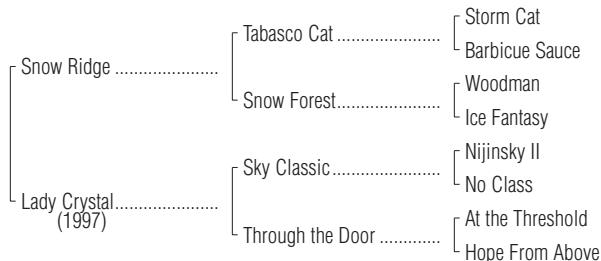 Storm Cat
Tabasco Cat ......................
Barbicue Sauce
Snow Ridge ......................
Woodman
Snow Forest......................
Ice Fantasy
Nijinsky II
Sky Classic.......................
No Class
Lady Crystal......................
(1997)
At the Threshold
Through the Door .............
Hope From Above